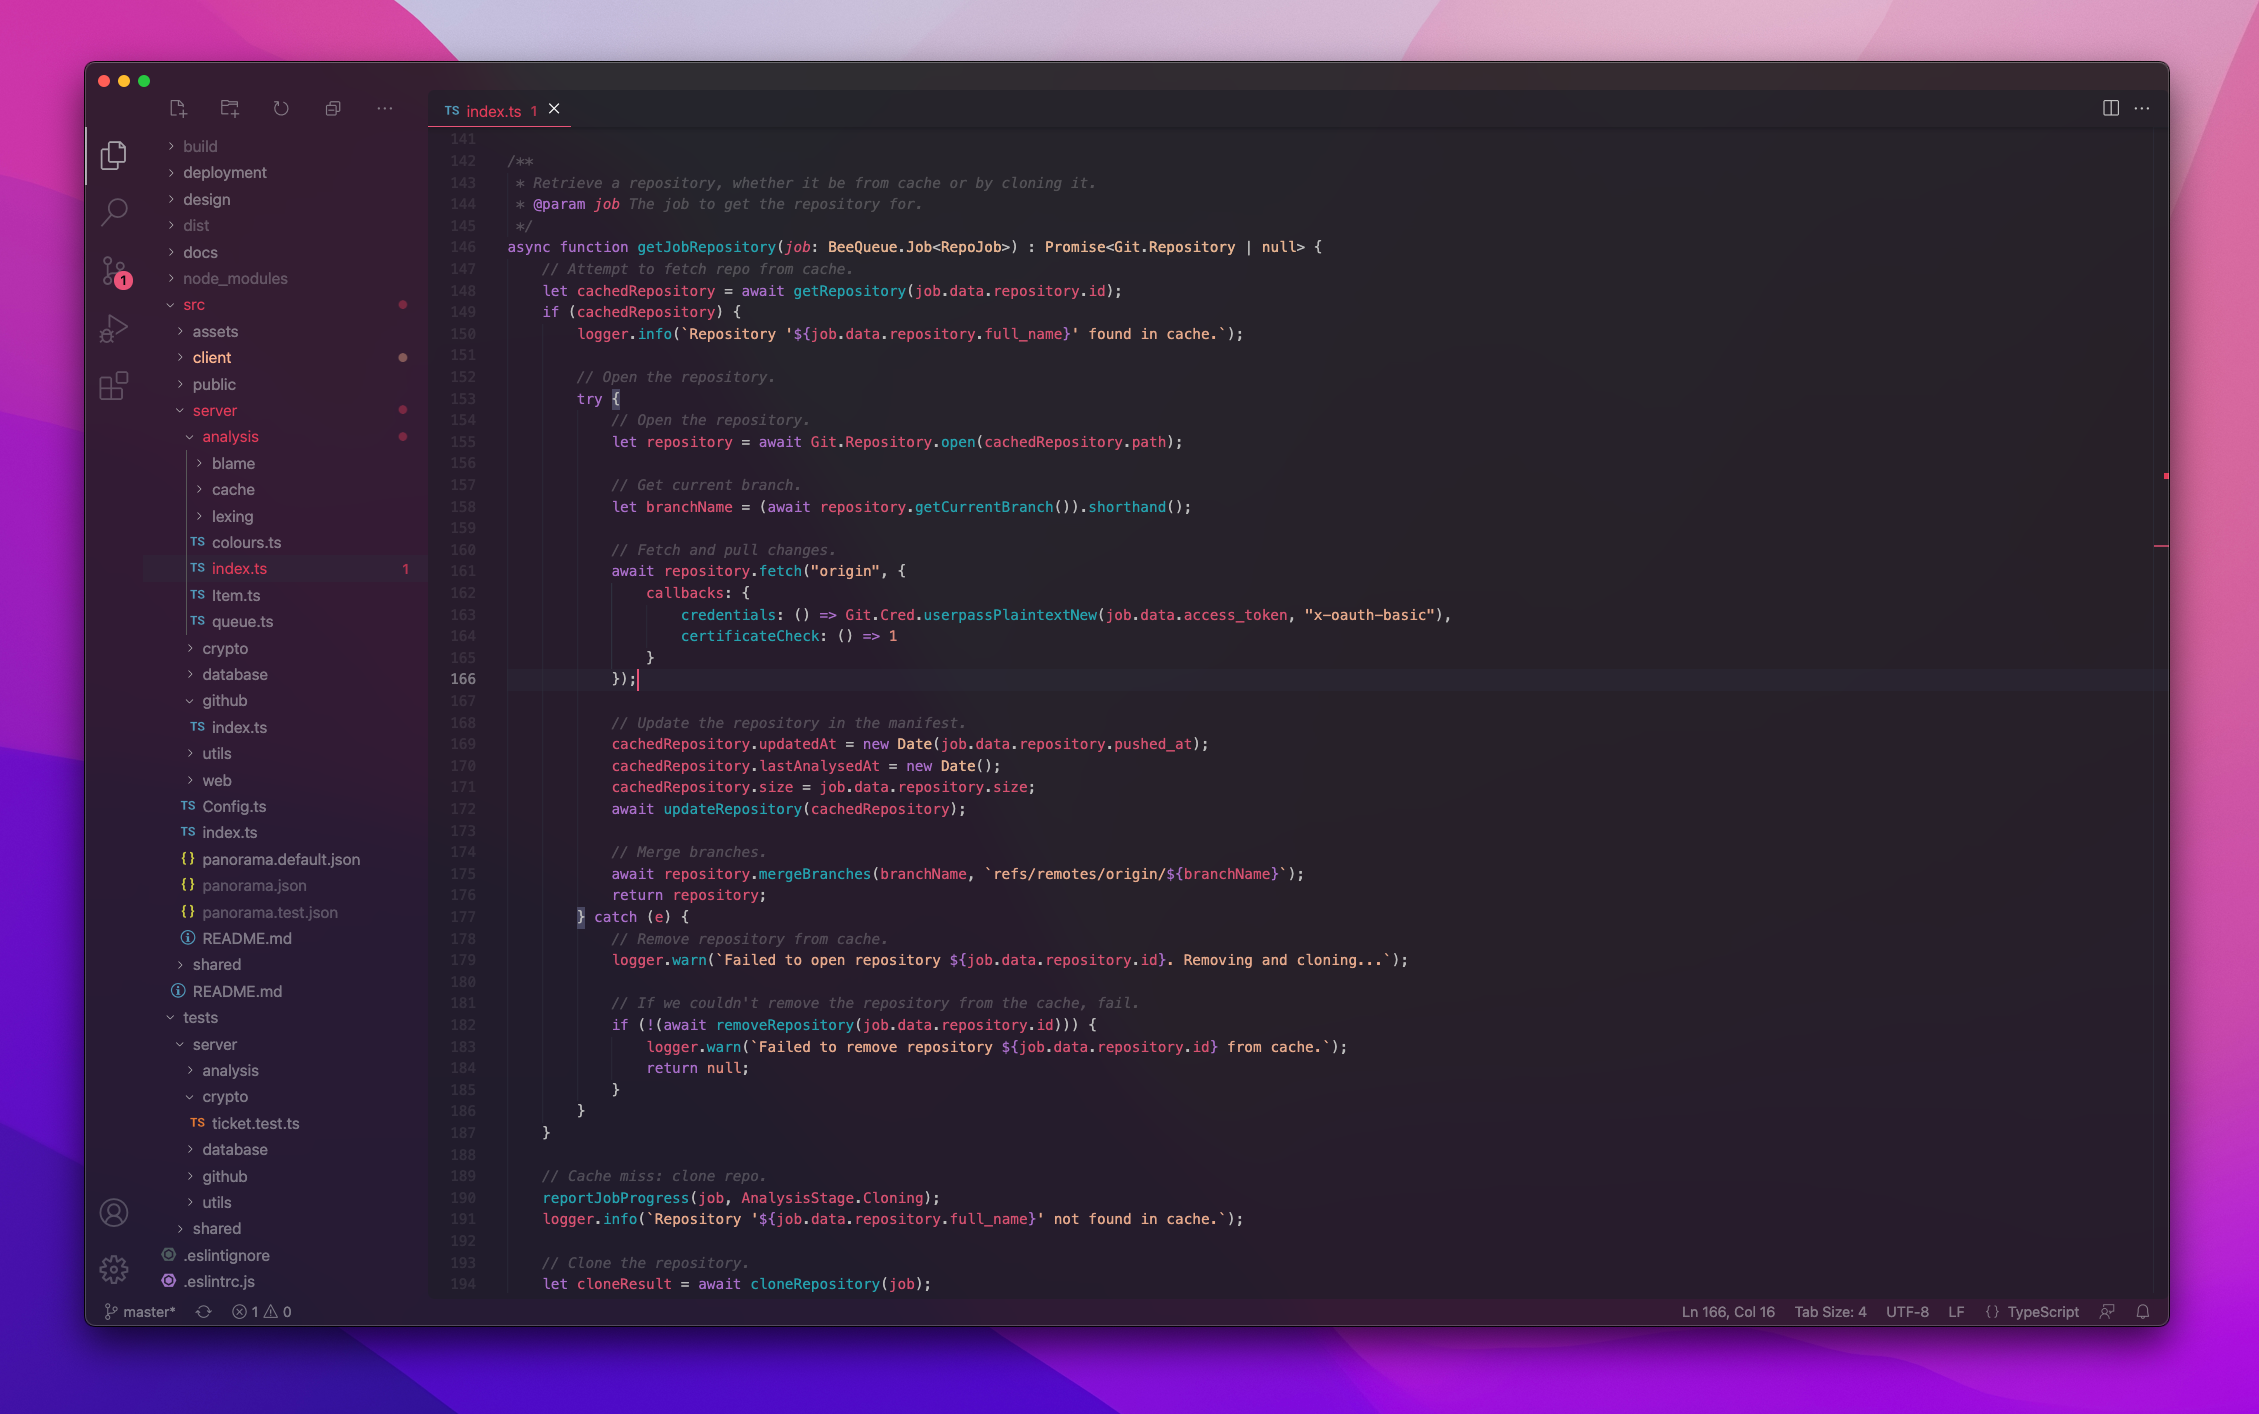 TS index.ts 1
build
deployment
design
dist
docs
node_modules
src
assets
client
public
server
analysis
blame
cache
lexing
TS colours.ts
TS index.ts 1
TS Item.ts
TS queue.ts
crypto
database
github
TS index.ts
utils
web
TS Config.ts
TS index.ts
{} panorama.default.json
{} panorama.json
{} panorama.test.json
README.md
shared
README.md
tests
server
analysis
crypto
TS ticket.test.ts
database
github
utils
shared
.eslintignore
.eslintrc.js
1
141
142 /**
143 * Retrieve a repository, whether it be from cache or by cloning it.
144 * @param job The job to get the repository for.
145 */
146 async function getJobRepository(job: BeeQueue.Job<RepoJob>) : Promise<Git.Repository | null> {
147 // Attempt to fetch repo from cache.
148 let cachedRepository = await getRepository(job.data.repository.id);
149 if (cachedRepository) {
150 logger.info(`Repository '${job.data.repository.full_name}' found in cache.`);
151
152 // Open the repository.
153 try {
154 // Open the repository.
155 let repository = await Git.Repository.open(cachedRepository.path);
156
157 // Get current branch.
158 let branchName = (await repository.getCurrentBranch()).shorthand();
159
160 // Fetch and pull changes.
161 await repository.fetch("origin", {
162 callbacks: {
163 credentials: () => Git.Cred.userpassPlaintextNew(job.data.access_token, "x-oauth-basic"),
164 certificateCheck: () => 1
165 }
166 });
167
168 // Update the repository in the manifest.
169 cachedRepository.updatedAt = new Date(job.data.repository.pushed_at);
170 cachedRepository.lastAnalysedAt = new Date();
171 cachedRepository.size = job.data.repository.size;
172 await updateRepository(cachedRepository);
173
174 // Merge branches.
175 await repository.mergeBranches(branchName, `refs/remotes/origin/${branchName}`);
176 return repository;
177 } catch (e) {
178 // Remove repository from cache.
179 logger.warn(`Failed to open repository ${job.data.repository.id}. Removing and cloning...`);
180
181 // If we couldn't remove the repository from the cache, fail.
182 if (!(await removeRepository(job.data.repository.id))) {
183 logger.warn(`Failed to remove repository ${job.data.repository.id} from cache.`);
184 return null;
185 }
186 }
187 }
188
189 // Cache miss: clone repo.
190 reportJobProgress(job, AnalysisStage.Cloning);
191 logger.info(`Repository '${job.data.repository.full_name}' not found in cache.`);
192
193 // Clone the repository.
194 let cloneResult = await cloneRepository(job);
master* 1 0 Ln 166, Col 16 Tab Size: 4 UTF-8 LF {} TypeScript